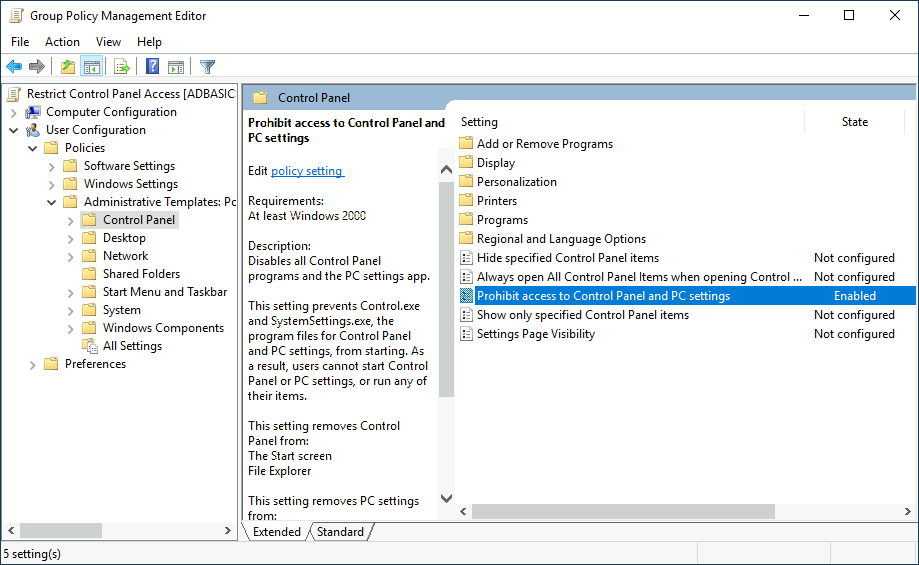 Group Policy Management Editor
File Action View Help
Restrict Control Panel Access [ADBASIC
Computer Configuration
User Configuration
Policies
Software Settings
Windows Settings
Administrative Templates: Po
Control Panel
Desktop
Network
Shared Folders
Start Menu and Taskbar
System
Windows Components
All Settings
Preferences
Control Panel
Prohibit access to Control Panel and
PC settings
Edit policy setting
Requirements:
At least Windows 2000
Description:
Disables all Control Panel
programs and the PC settings app.
This setting prevents Control.exe
and SystemSettings.exe, the
program files for Control Panel
and PC settings, from starting. As
a result, users cannot start Control
Panel or PC settings, or run any of
their items.
This setting removes Control
Panel from:
The Start screen
File Explorer
This setting removes PC settings
from:
Setting State
Add or Remove Programs
Display
Personalization
Printers
Programs
Regional and Language Options
Hide specified Control Panel items Not configured
Always open All Control Panel Items when opening Control ... Not configured
Prohibit access to Control Panel and PC settings Enabled
Show only specified Control Panel items Not configured
Settings Page Visibility Not configured
Extended Standard
5 setting(s)